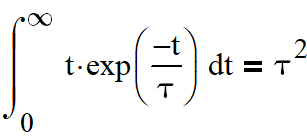 ∫₀^∞ t·exp(−t/τ) dt = τ²